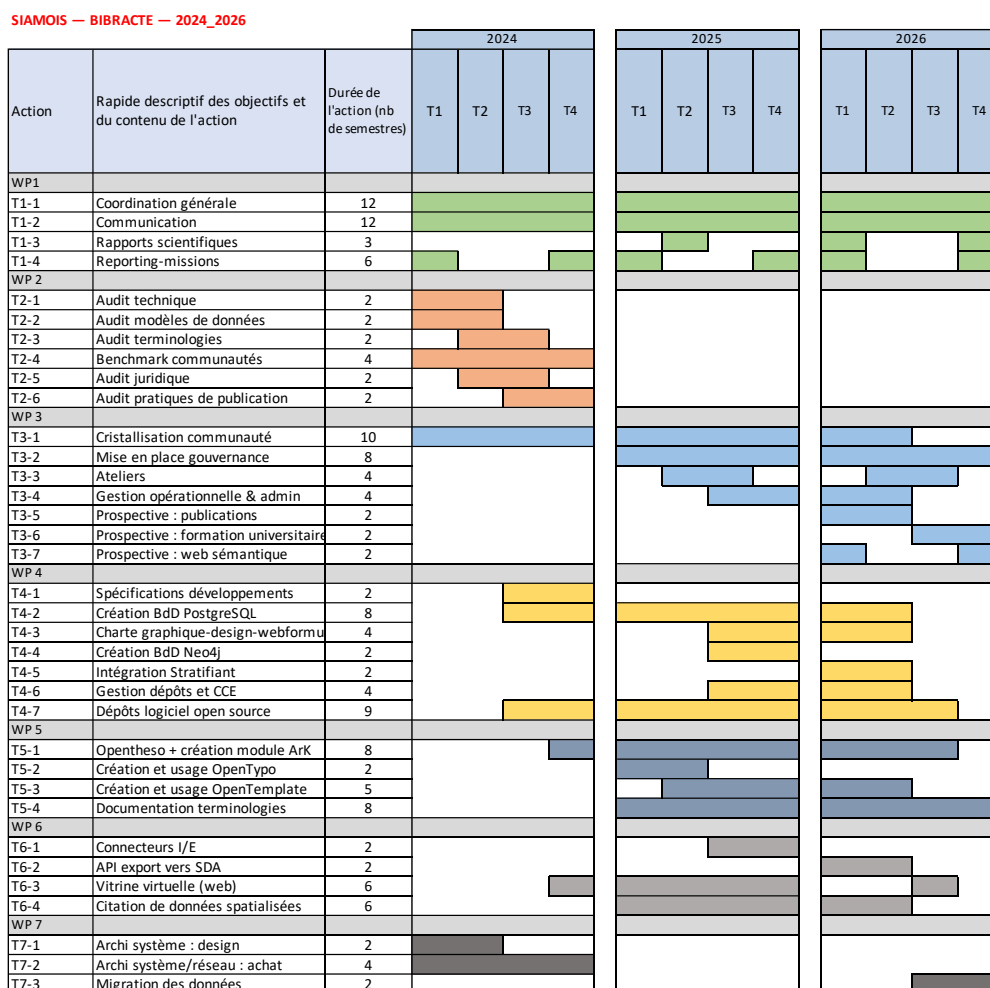 SIAMOIS — BIBRACTE — 2024_2026
2024 2025 2026
Action
Rapide descriptif des objectifs et
du contenu de l'action
Durée de
l'action (nb
de semestres)
T1 T2 T3 T4 T1 T2 T3 T4 T1 T2 T3 T4
WP1
T1-1 Coordination générale 12
T1-2 Communication 12
T1-3 Rapports scientifiques 3
T1-4 Reporting-missions 6
WP 2
T2-1 Audit technique 2
T2-2 Audit modèles de données 2
T2-3 Audit terminologies 2
T2-4 Benchmark communautés 4
T2-5 Audit juridique 2
T2-6 Audit pratiques de publication 2
WP 3
T3-1 Cristallisation communauté 10
T3-2 Mise en place gouvernance 8
T3-3 Ateliers 4
T3-4 Gestion opérationnelle & admin 4
T3-5 Prospective : publications 2
T3-6 Prospective : formation universitaire 2
T3-7 Prospective : web sémantique 2
WP 4
T4-1 Spécifications développements 2
T4-2 Création BdD PostgreSQL 8
T4-3 Charte graphique-design-webformu 4
T4-4 Création BdD Neo4j 2
T4-5 Intégration Stratifiant 2
T4-6 Gestion dépôts et CCE 4
T4-7 Dépôts logiciel open source 9
WP 5
T5-1 Opentheso + création module ArK 8
T5-2 Création et usage OpenTypo 2
T5-3 Création et usage OpenTemplate 5
T5-4 Documentation terminologies 8
WP 6
T6-1 Connecteurs I/E 2
T6-2 API export vers SDA 2
T6-3 Vitrine virtuelle (web) 6
T6-4 Citation de données spatialisées 6
WP 7
T7-1 Archi système : design 2
T7-2 Archi système/réseau : achat 4
T7-3 Migration des données 2